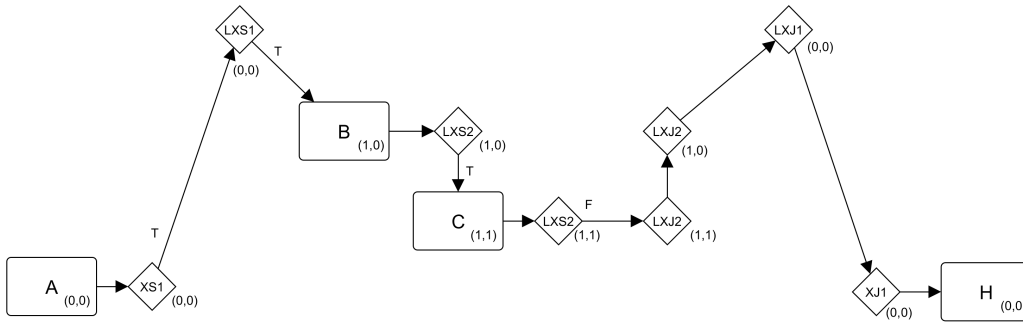 LXS1
(0,0)
T
T
B
(1,0)
LXS2
(1,0)
T
C
(1,1)
LXS2
(1,1)
F
LXJ2
(1,1)
LXJ2
(1,0)
LXJ1
(0,0)
A
(0,0)
XS1
(0,0)
XJ1
(0,0)
H
(0,0